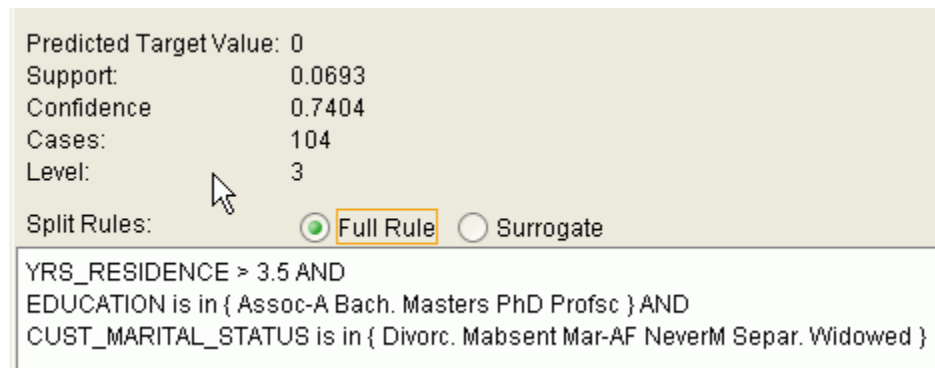 Predicted Target Value: 0
Support: 0.0693
Confidence 0.7404
Cases: 104
Level: 3
Split Rules: Full Rule Surrogate
YRS_RESIDENCE > 3.5 AND
EDUCATION is in { Assoc-A Bach. Masters PhD Profsc } AND
CUST_MARITAL_STATUS is in { Divorc. Mabsent Mar-AF NeverM Separ. Widowed }